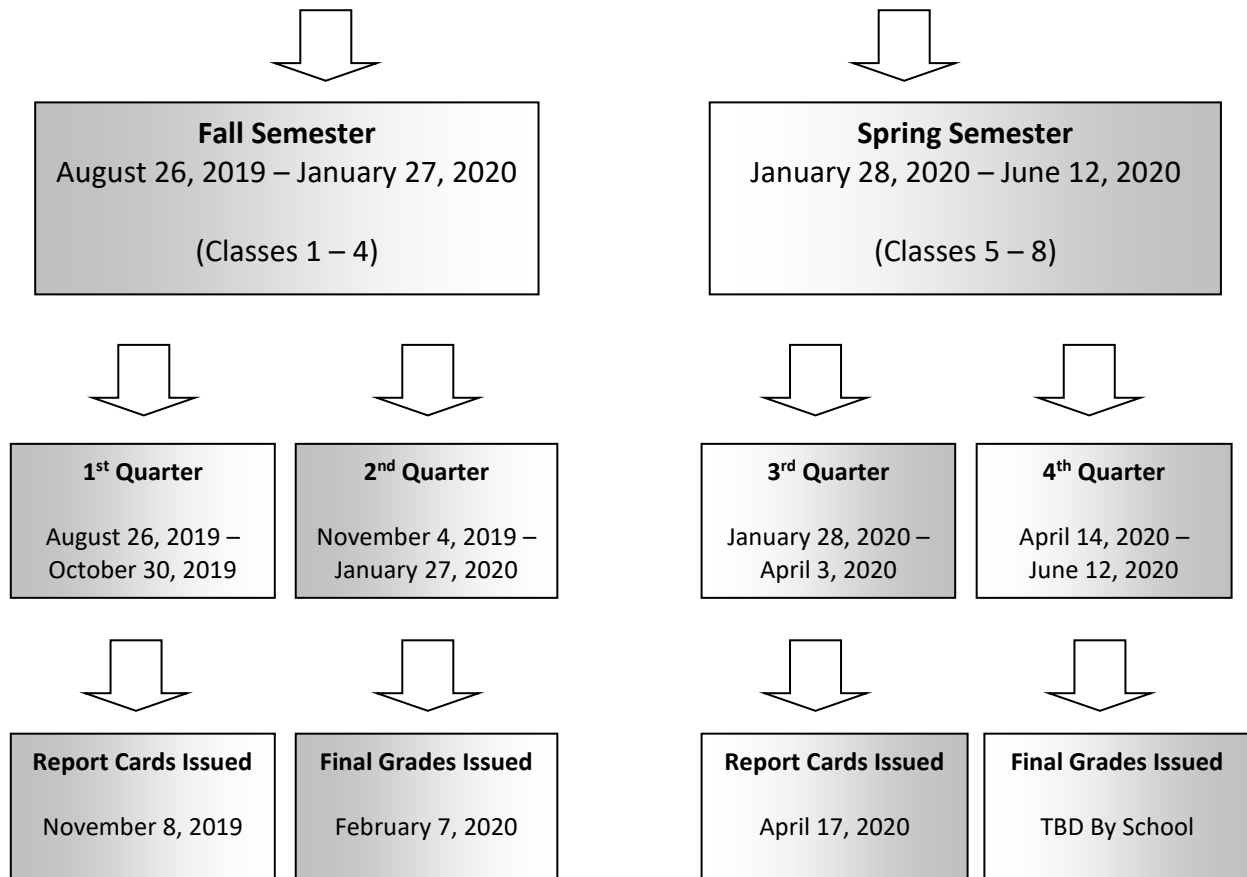 Fall Semester
August 26, 2019 – January 27, 2020
(Classes 1 – 4)
Spring Semester
January 28, 2020 – June 12, 2020
(Classes 5 – 8)
1st Quarter
August 26, 2019 –
October 30, 2019
2nd Quarter
November 4, 2019 –
January 27, 2020
3rd Quarter
January 28, 2020 –
April 3, 2020
4th Quarter
April 14, 2020 –
June 12, 2020
Report Cards Issued
November 8, 2019
Final Grades Issued
February 7, 2020
Report Cards Issued
April 17, 2020
Final Grades Issued
TBD By School